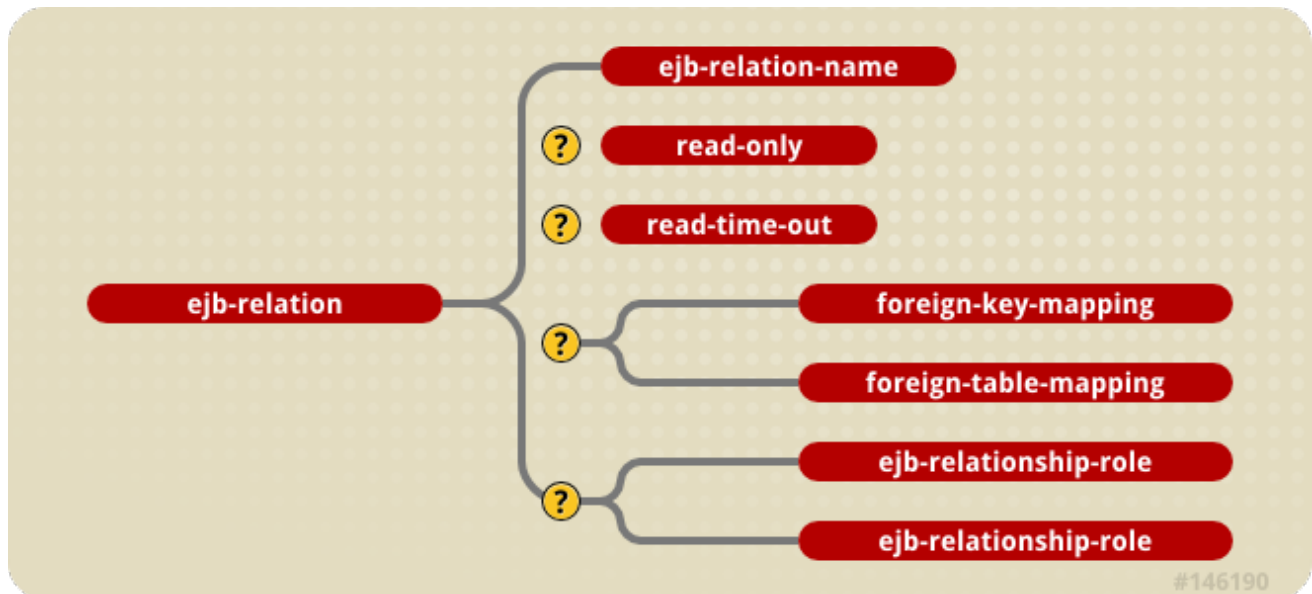 ejb-relation-name
?
read-only
?
read-time-out
ejb-relation
?
foreign-key-mapping
foreign-table-mapping
?
ejb-relationship-role
ejb-relationship-role
#146190